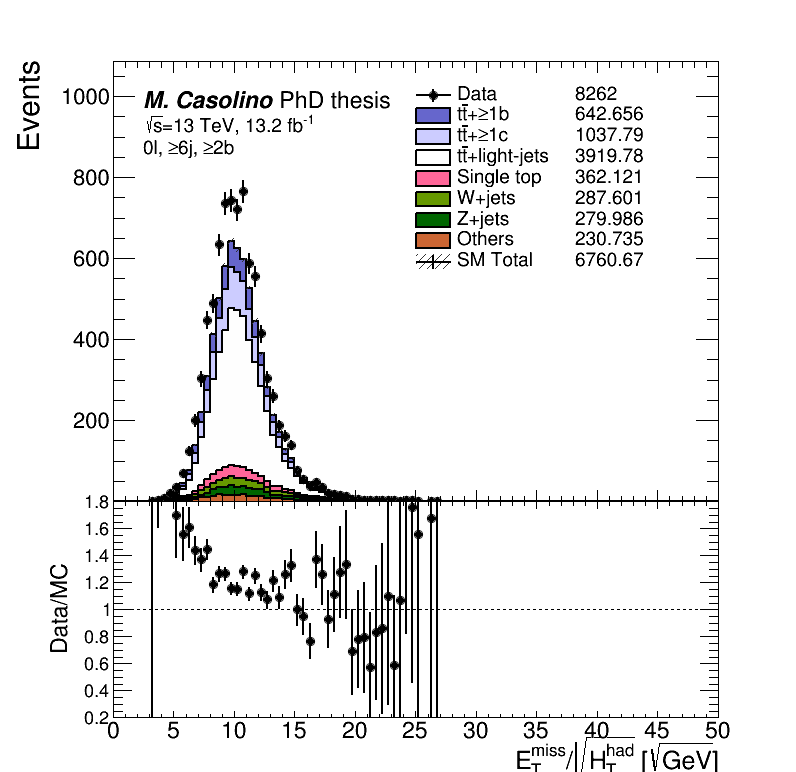 Events
1000
800
600
400
200
M. Casolino PhD thesis
√s=13 TeV, 13.2 fb⁻¹
0l, ≥6j, ≥2b
Data 8262
tt̄+≥1b 642.656
tt̄+≥1c 1037.79
tt̄+light-jets 3919.78
Single top 362.121
W+jets 287.601
Z+jets 279.986
Others 230.735
SM Total 6760.67
Data/MC
1.8
1.6
1.4
1.2
1
0.8
0.6
0.4
0.2
0 5 10 15 20 25 30 35 40 45 50
E_T^miss/√H_T^had [√GeV]